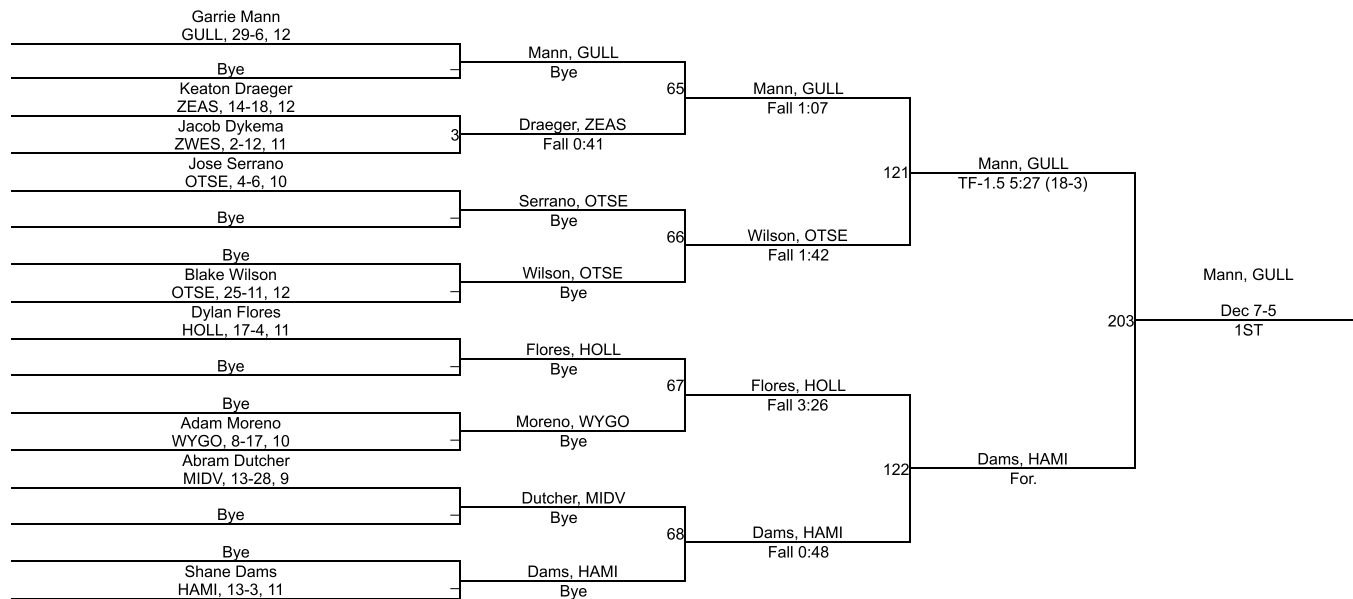 Garrie Mann
GULL, 29-6, 12
Bye
Keaton Draeger
ZEAS, 14-18, 12
Jacob Dykema
ZWES, 2-12, 11
Jose Serrano
OTSE, 4-6, 10
Bye
Bye
Blake Wilson
OTSE, 25-11, 12
Dylan Flores
HOLL, 17-4, 11
Bye
Bye
Adam Moreno
WYGO, 8-17, 10
Abram Dutcher
MIDV, 13-28, 9
Bye
Bye
Shane Dams
HAMI, 13-3, 11
3
Mann, GULL
Bye
Draeger, ZEAS
Fall 0:41
Serrano, OTSE
Bye
Wilson, OTSE
Bye
Flores, HOLL
Bye
Moreno, WYGO
Bye
Dutcher, MIDV
Bye
Dams, HAMI
Bye
65
66
67
68
Mann, GULL
Fall 1:07
Wilson, OTSE
Fall 1:42
Flores, HOLL
Fall 3:26
Dams, HAMI
Fall 0:48
121
122
Mann, GULL
TF-1.5 5:27 (18-3)
Dams, HAMI
For.
203
Mann, GULL
Dec 7-5
1ST